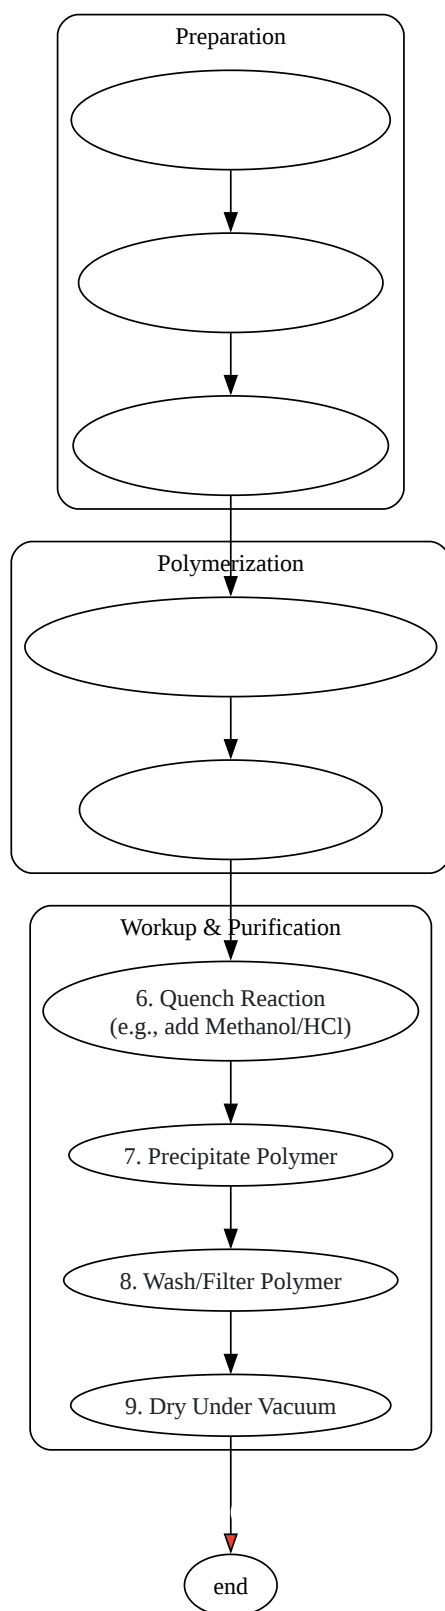 Preparation
Polymerization
Workup & Purification
6. Quench Reaction
(e.g., add Methanol/HCl)
7. Precipitate Polymer
8. Wash/Filter Polymer
9. Dry Under Vacuum
end